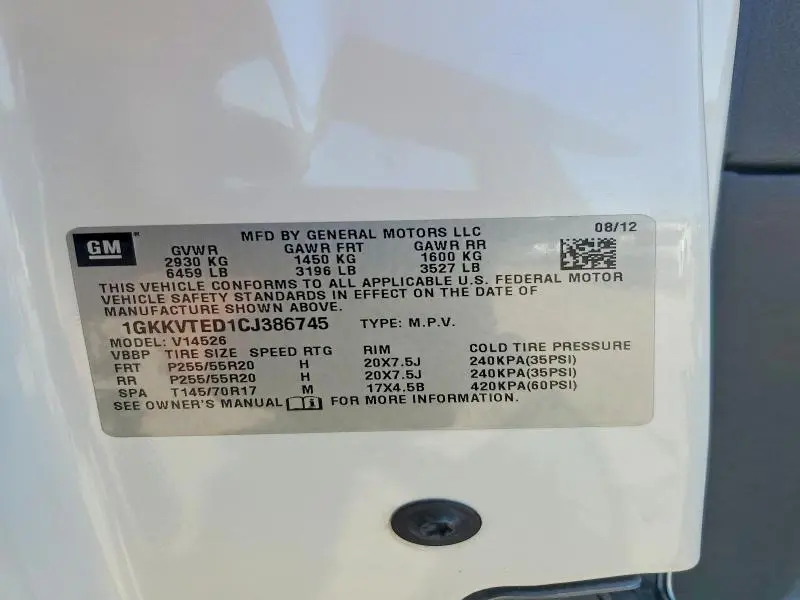 GM MFD BY GENERAL MOTORS LLC 08/12
GVWR GAWR FRT GAWR RR
2930 KG 1450 KG 1600 KG
6459 LB 3196 LB 3527 LB
THIS VEHICLE CONFORMS TO ALL APPLICABLE U.S. FEDERAL MOTOR
VEHICLE SAFETY STANDARDS IN EFFECT ON THE DATE OF
MANUFACTURE SHOWN ABOVE.
1GKKVTED1CJ386745 TYPE: M.P.V.
MODEL: V14526
VBBP TIRE SIZE SPEED RTG RIM COLD TIRE PRESSURE
FRT P255/55R20 H 20X7.5J 240KPA(35PSI)
RR P255/55R20 H 20X7.5J 240KPA(35PSI)
SPA T145/70R17 M 17X4.5B 420KPA(60PSI)
SEE OWNER'S MANUAL i FOR MORE INFORMATION.